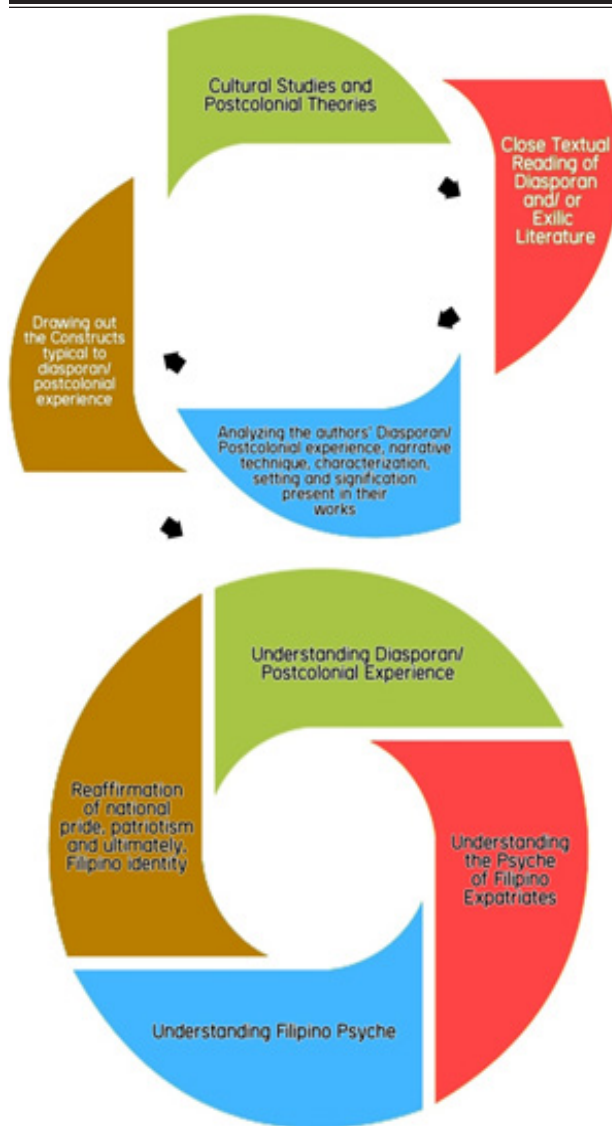 Cultural Studies and
Postcolonial Theories
Close Textual
Reading of
Diasporan
and/ or
Exilic
Literature
Analyzing the authors' Diasporan/
Postcolonial experience, narrative
technique, characterization,
setting and signification
present in their
works
Drawing out
the Constructs
typical to
diasporan/
postcolonial
experience
Understanding Diasporan/
Postcolonial Experience
Understanding
the Psyche
of Filipino
Expatriates
Understanding Filipino Psyche
Reaffirmation
of national
pride, patriotism
and ultimately,
Filipino identity